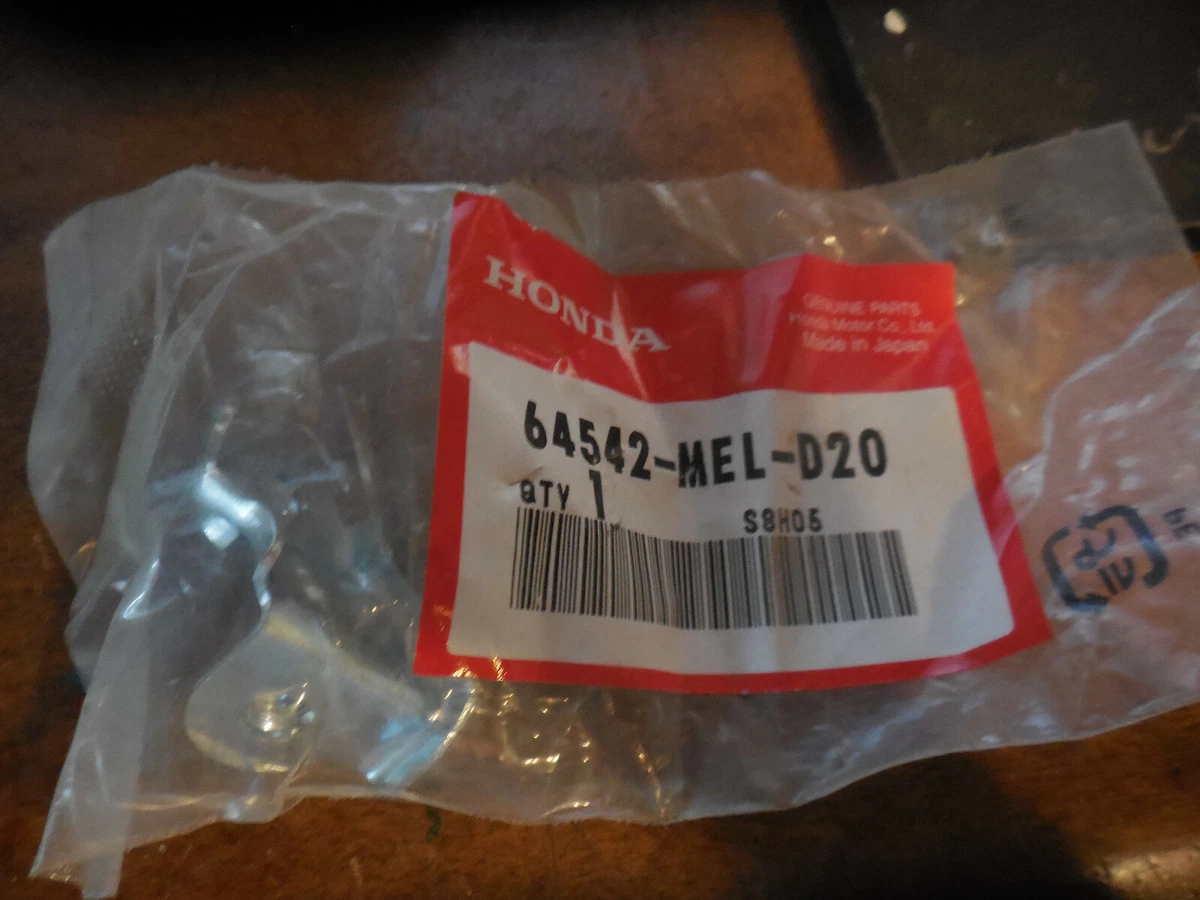 HONDA
GENUINE PARTS
Honda Motor Co., Ltd.
Made in Japan
64542-MEL-D20
QTY 1
S8H05